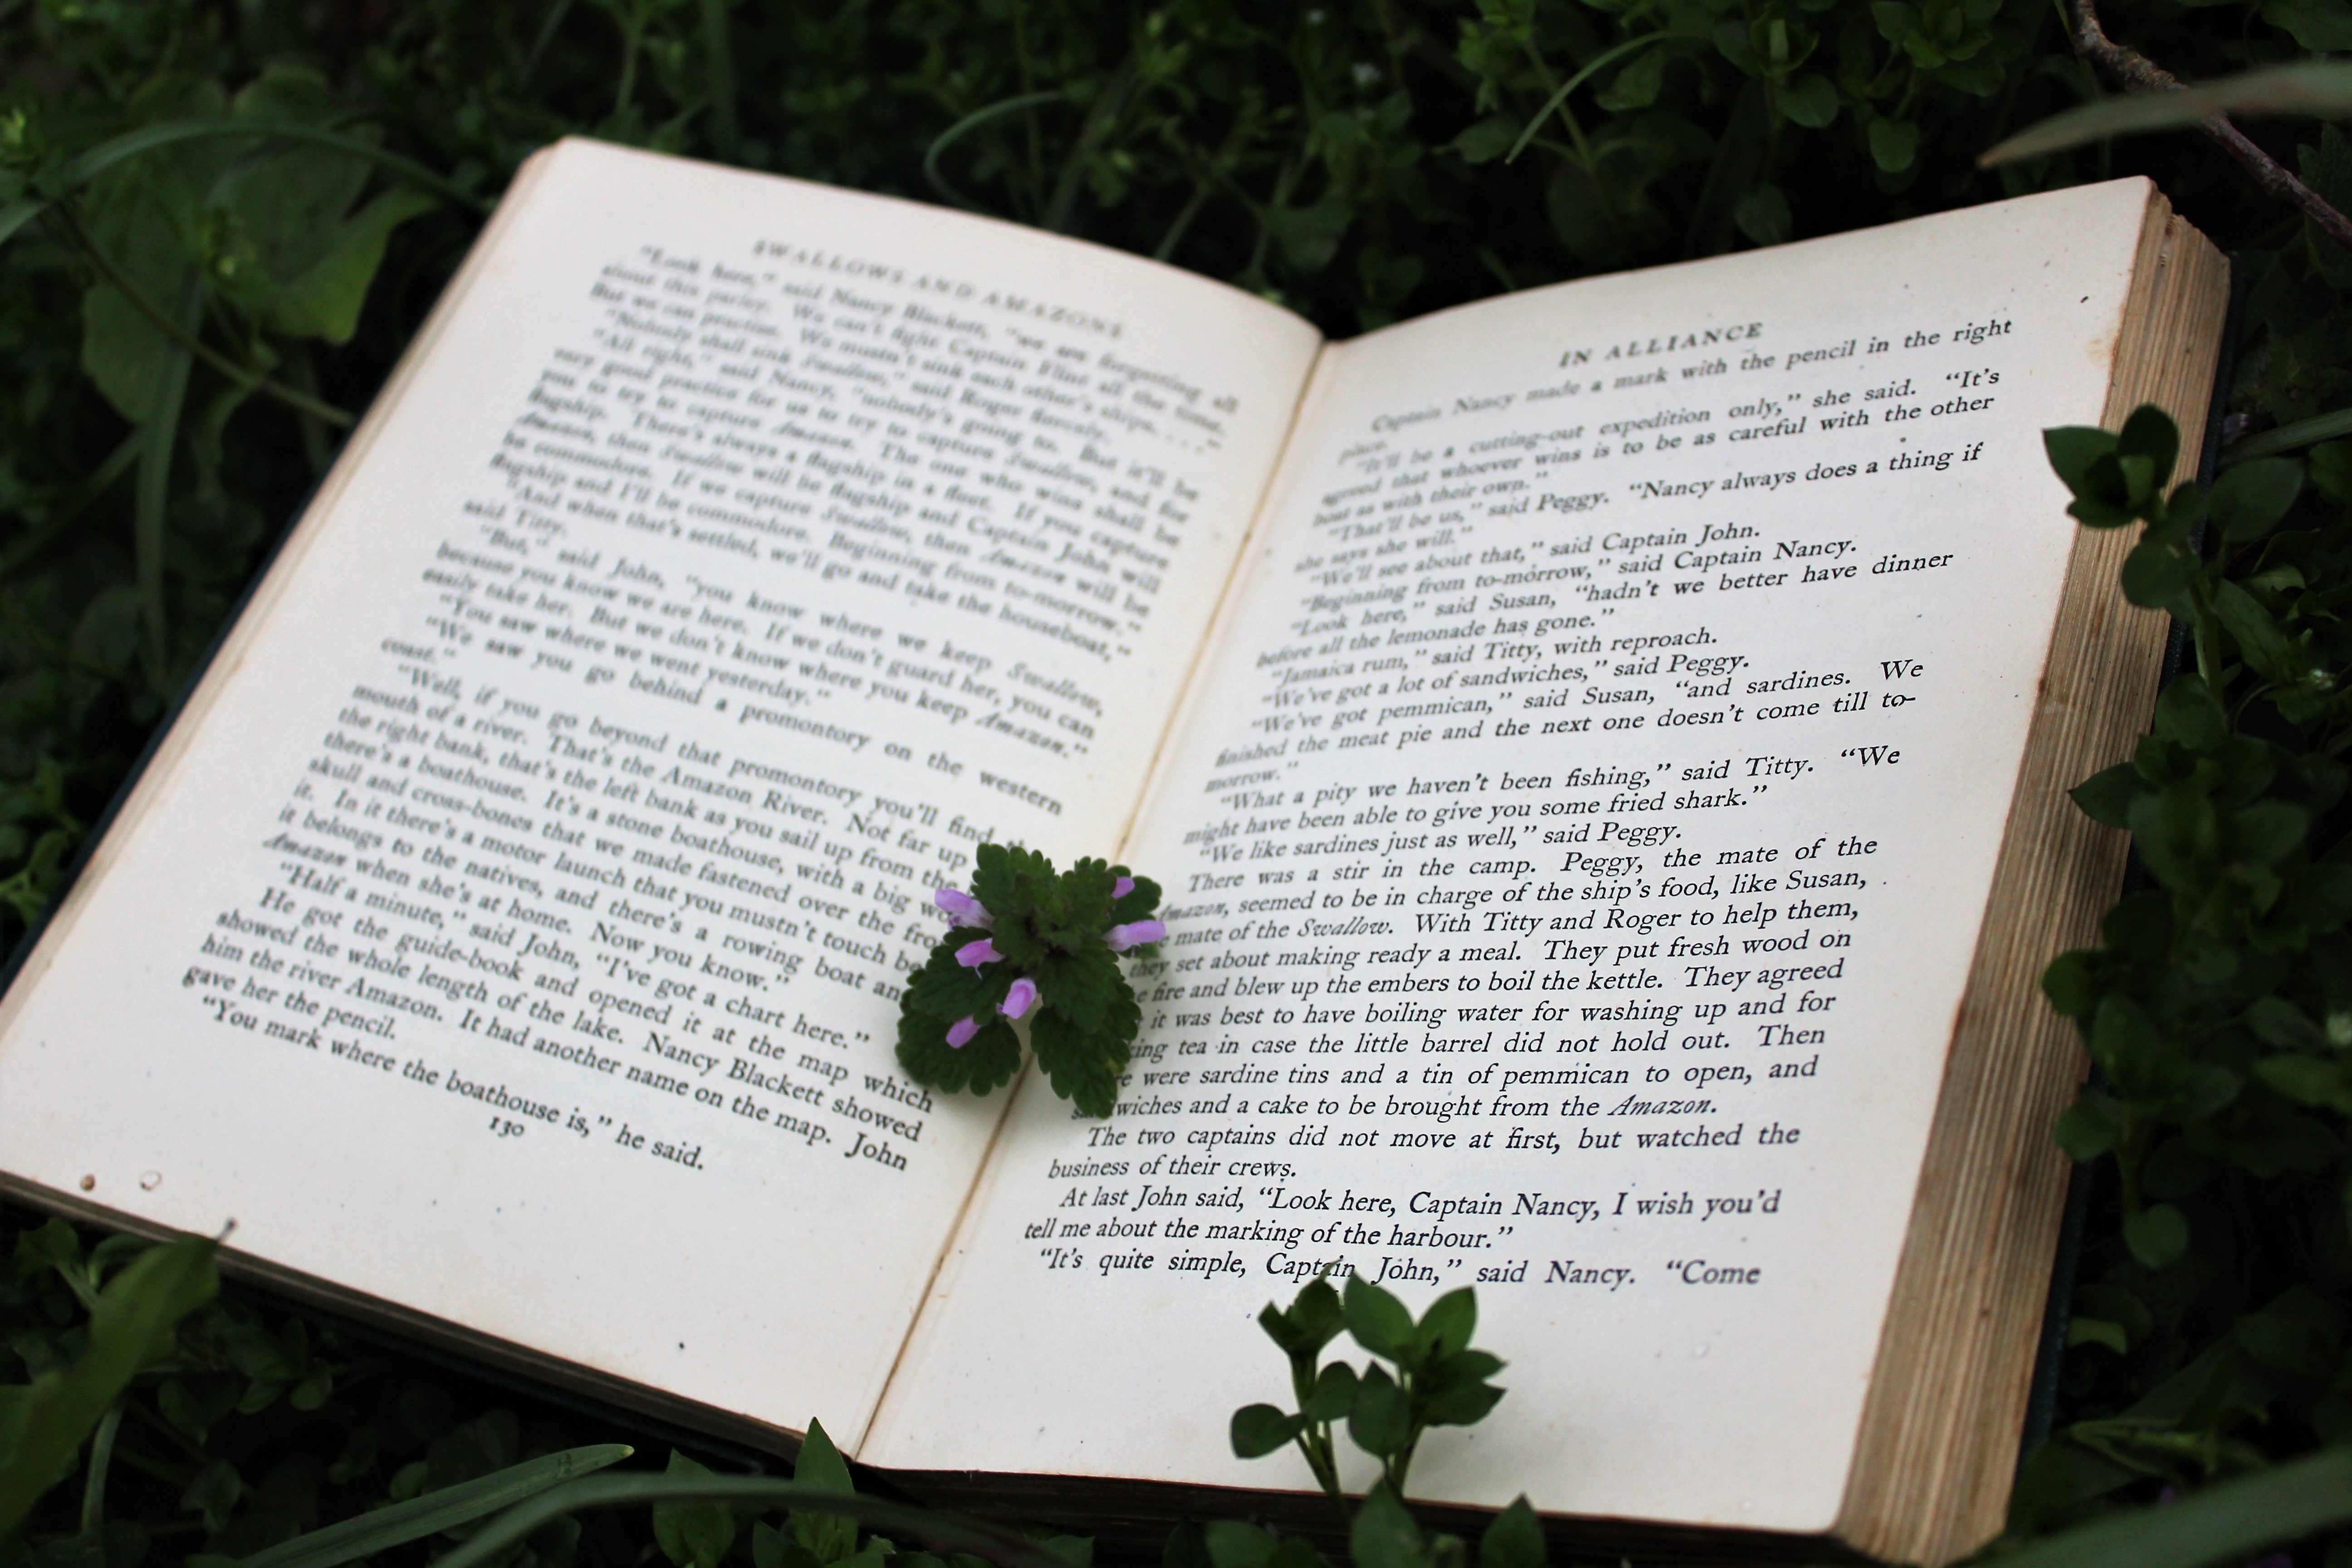 SWALLOWS AND AMAZONS
"Look here," said Nancy Blackett, "we are forgetting all
about this parley. We can't fight Captain Flint all the time.
But we can practise. We mustn't sink each other's ships. . . ."
"Nobody shall sink Swallow," said Roger fiercely.
"All right," said Nancy, "nobody's going to. But it'll be
very good practice for us to try to capture Swallow, and for
you to try to capture Amazon. The one who wins shall be
flagship. There's always a flagship in a fleet. If you capture
Amazon, then Swallow will be flagship and Captain John will
be commodore. If we capture Swallow, then Amazon will be
flagship and I'll be commodore. Beginning from to-morrow."
"And when that's settled, we'll go and take the houseboat,"
said Titty.
"But," said John, "you know where we keep Swallow,
because you know we are here. If we don't guard her, you can
easily take her. But we don't know where you keep Amazon."
"You saw where we went yesterday."
"We saw you go behind a promontory on the western
coast."
"Well, if you go beyond that promontory you'll find
mouth of a river. That's the Amazon River. Not far up
the right bank, that's the left bank as you sail up from the
there's a boathouse. It's a stone boathouse, with a big
skull and cross-bones that we made fastened over the
it. In it there's a motor launch that you mustn't touch
it belongs to the natives, and there's a rowing boat
Amazon when she's at home. Now you know."
"Half a minute," said John, "I've got a chart here."
He got the guide-book and opened it at the map which
showed the whole length of the lake. Nancy Blackett showed
him the river Amazon. It had another name on the map. John
gave her the pencil.
"You mark where the boathouse is," he said.
130
IN ALLIANCE
Captain Nancy made a mark with the pencil in the right
place.
"It'll be a cutting-out expedition only," she said. "It's
agreed that whoever wins is to be as careful with the other
boat as with their own."
"That'll be us," said Peggy. "Nancy always does a thing if
she says she will."
"We'll see about that," said Captain John.
"Beginning from to-morrow," said Captain Nancy.
"Look here," said Susan, "hadn't we better have dinner
before all the lemonade has gone."
"Jamaica rum," said Titty, with reproach.
"We've got a lot of sandwiches," said Peggy.
"We've got pemmican," said Susan, "and sardines. We
finished the meat pie and the next one doesn't come till to-
morrow."
"What a pity we haven't been fishing," said Titty. "We
might have been able to give you some fried shark."
"We like sardines just as well," said Peggy.
There was a stir in the camp. Peggy, the mate of the
Amazon, seemed to be in charge of the ship's food, like Susan,
mate of the Swallow. With Titty and Roger to help them,
they set about making ready a meal. They put fresh wood on
fire and blew up the embers to boil the kettle. They agreed
it was best to have boiling water for washing up and for
tea in case the little barrel did not hold out. Then
were sardine tins and a tin of pemmican to open, and
sandwiches and a cake to be brought from the Amazon.
The two captains did not move at first, but watched the
business of their crews.
At last John said, "Look here, Captain Nancy, I wish you'd
tell me about the marking of the harbour."
"It's quite simple, Captain John," said Nancy. "Come